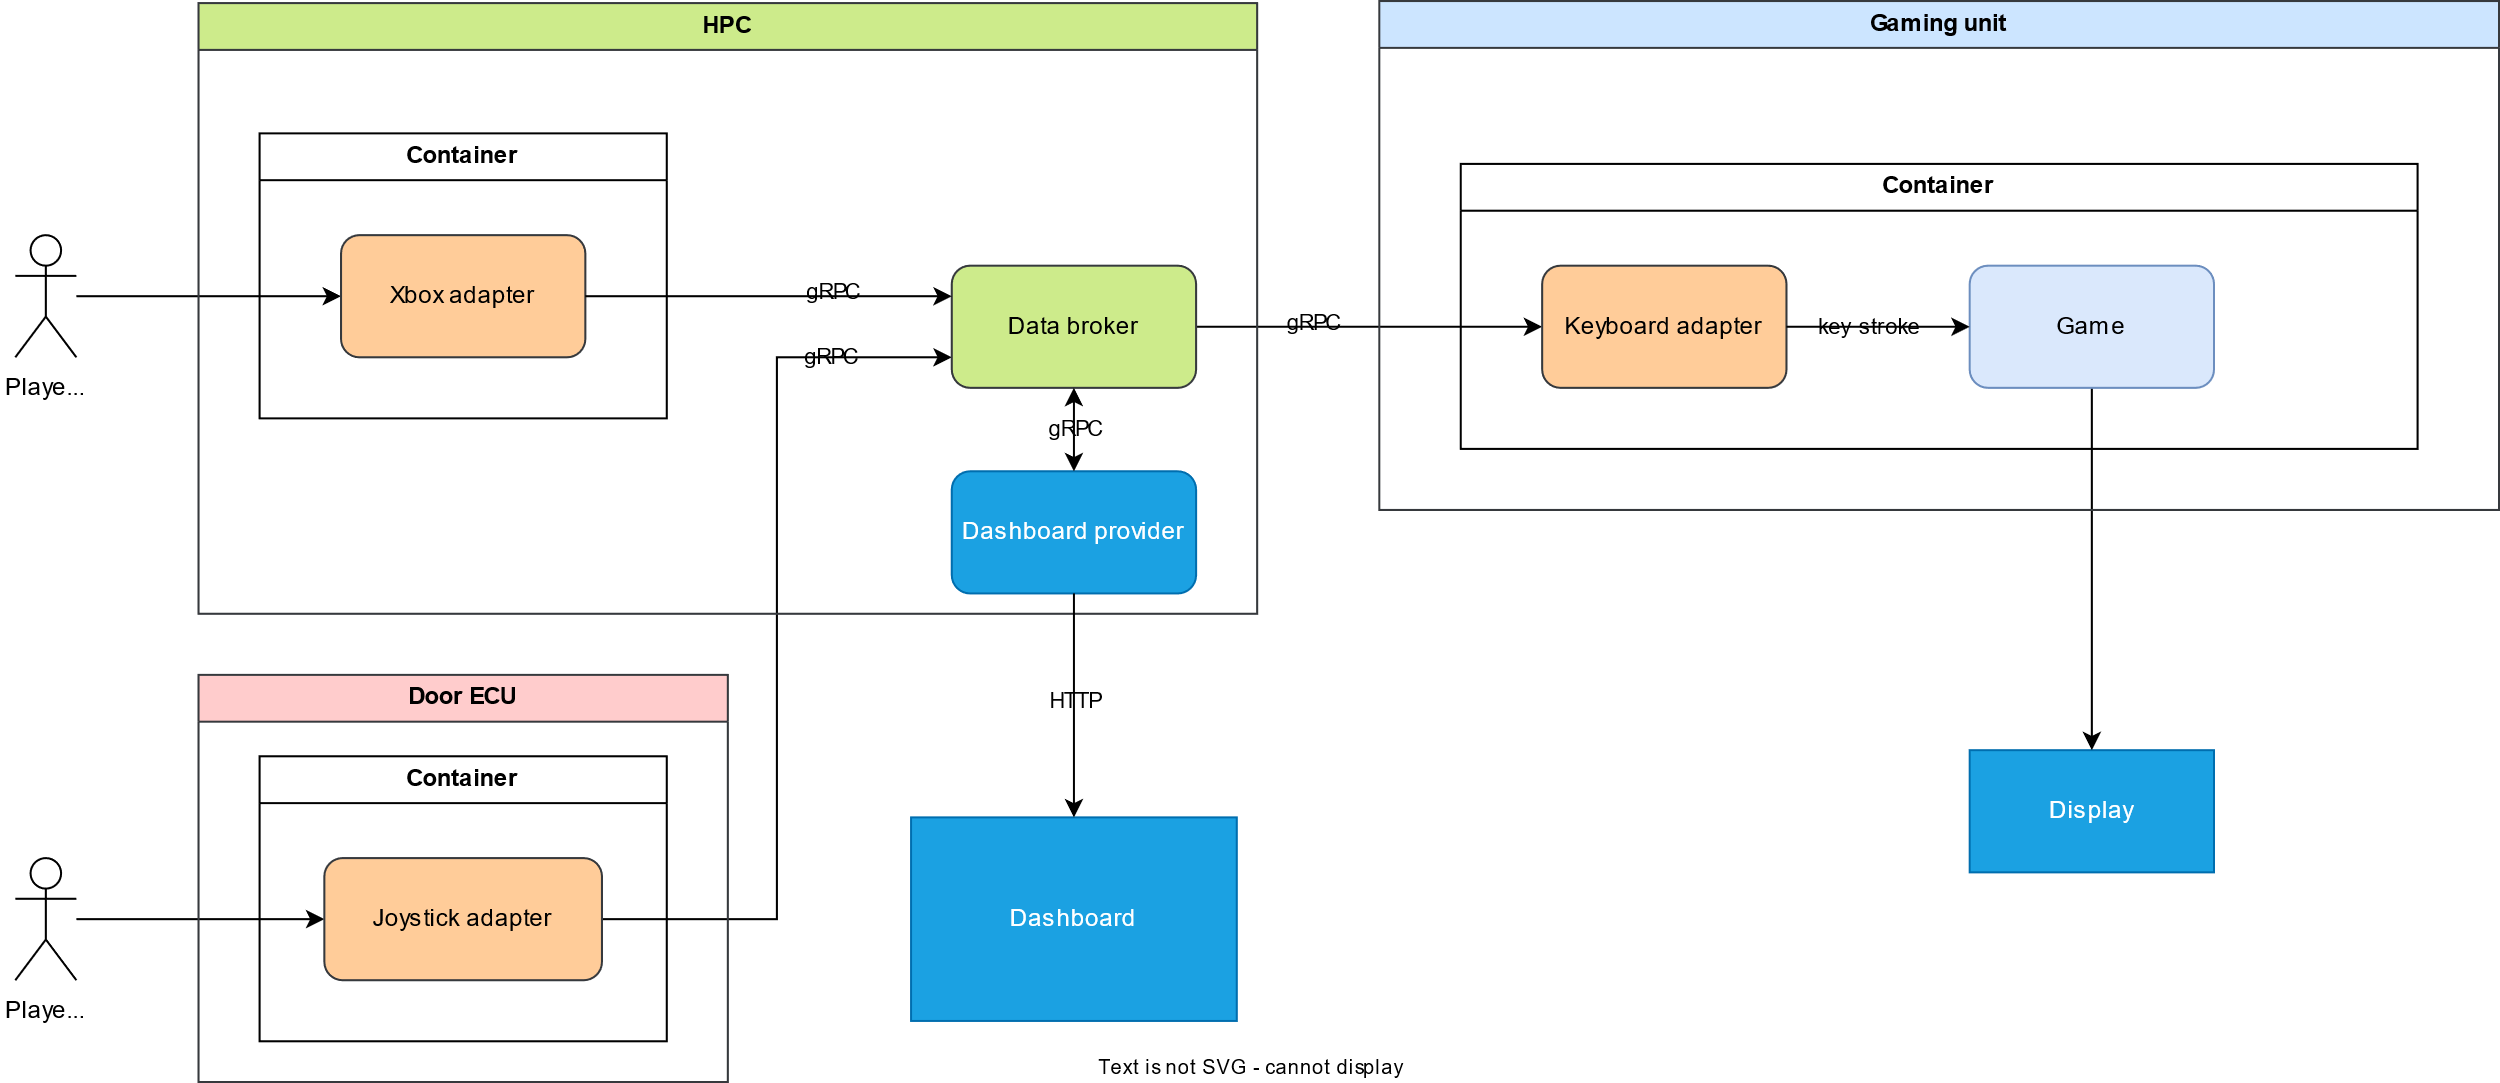 HPC
Gaming unit
Container
Container
Xbox adapter
gRPC
Data broker
gRPC
Keyboard adapter
key stroke
Game
gRPC
Playe...
gRPC
Dashboard provider
Door ECU
HTTP
Container
Display
Joystick adapter
Dashboard
Playe...
Text is not SVG - cannot display